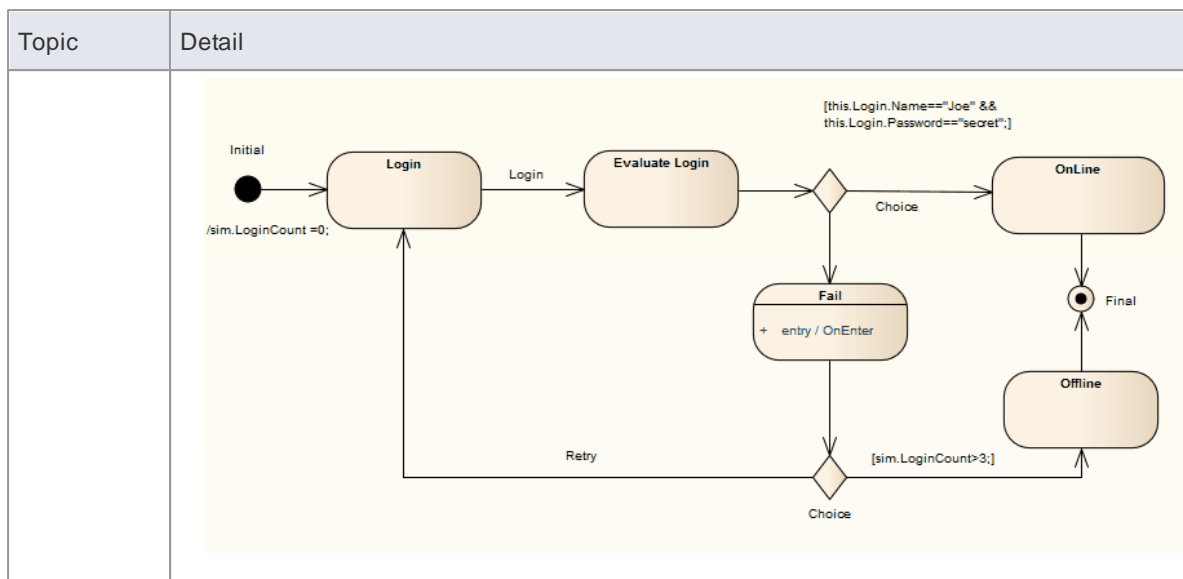 Topic
Detail
[this.Login.Name=="Joe" &&
this.Login.Password=="secret";]
Initial
Login
Login
Evaluate Login
Choice
OnLine
/sim.LoginCount =0;
Fail
+ entry / OnEnter
Final
Offline
Retry
[sim.LoginCount>3;]
Choice